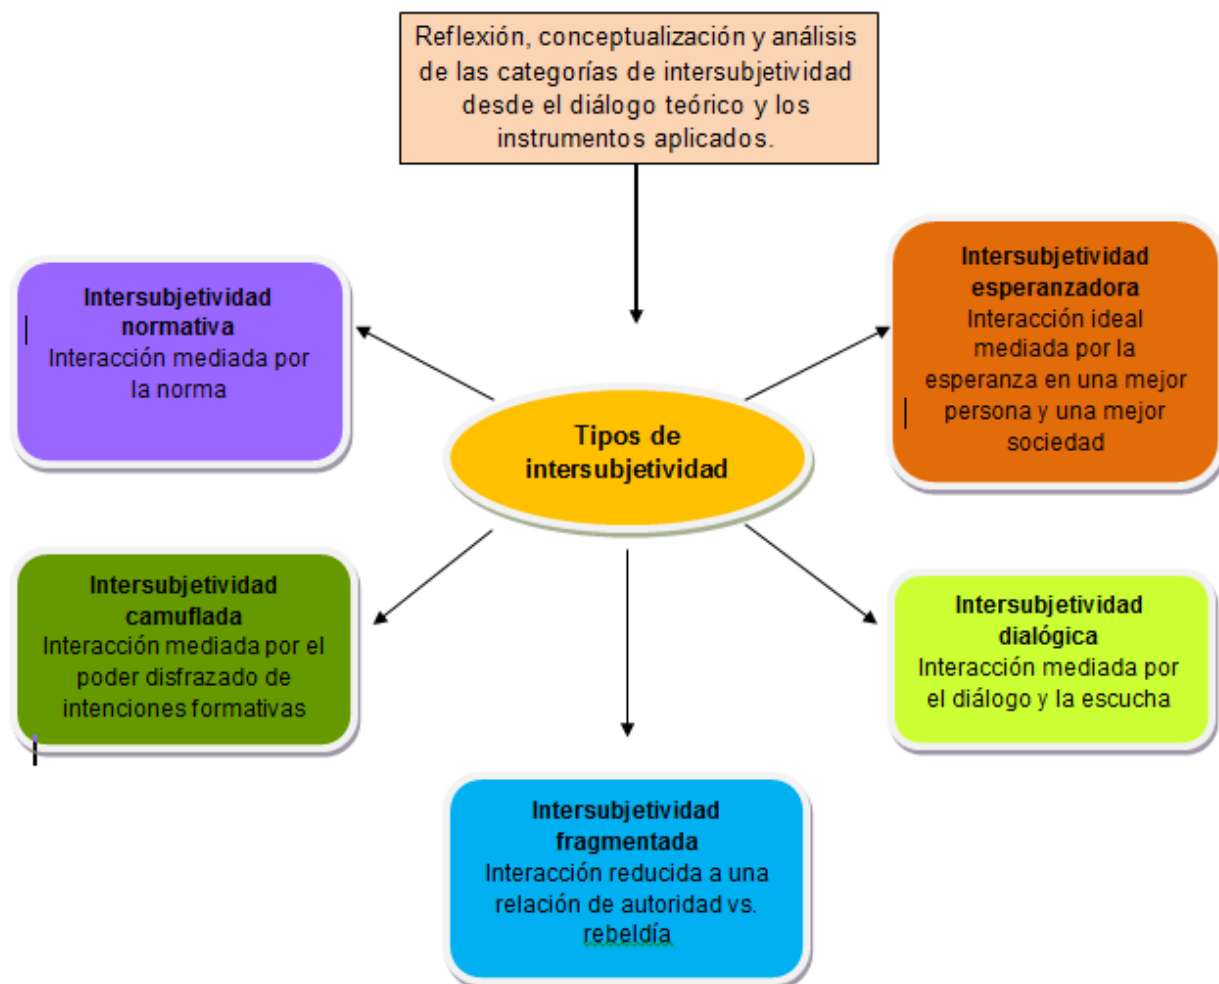 Reflexión, conceptualización y análisis
de las categorías de intersubjetividad
desde el diálogo teórico y los
instrumentos aplicados.
Intersubjetividad
normativa
Interacción mediada por
la norma
Intersubjetividad
esperanzadora
Interacción ideal
mediada por la
esperanza en una mejor
persona y una mejor
sociedad
Tipos de
intersubjetividad
Intersubjetividad
camuflada
Interacción mediada por el
poder disfrazado de
intenciones formativas
Intersubjetividad
dialógica
Interacción mediada por
el diálogo y la escucha
Intersubjetividad
fragmentada
Interacción reducida a una
relación de autoridad vs.
rebeldía